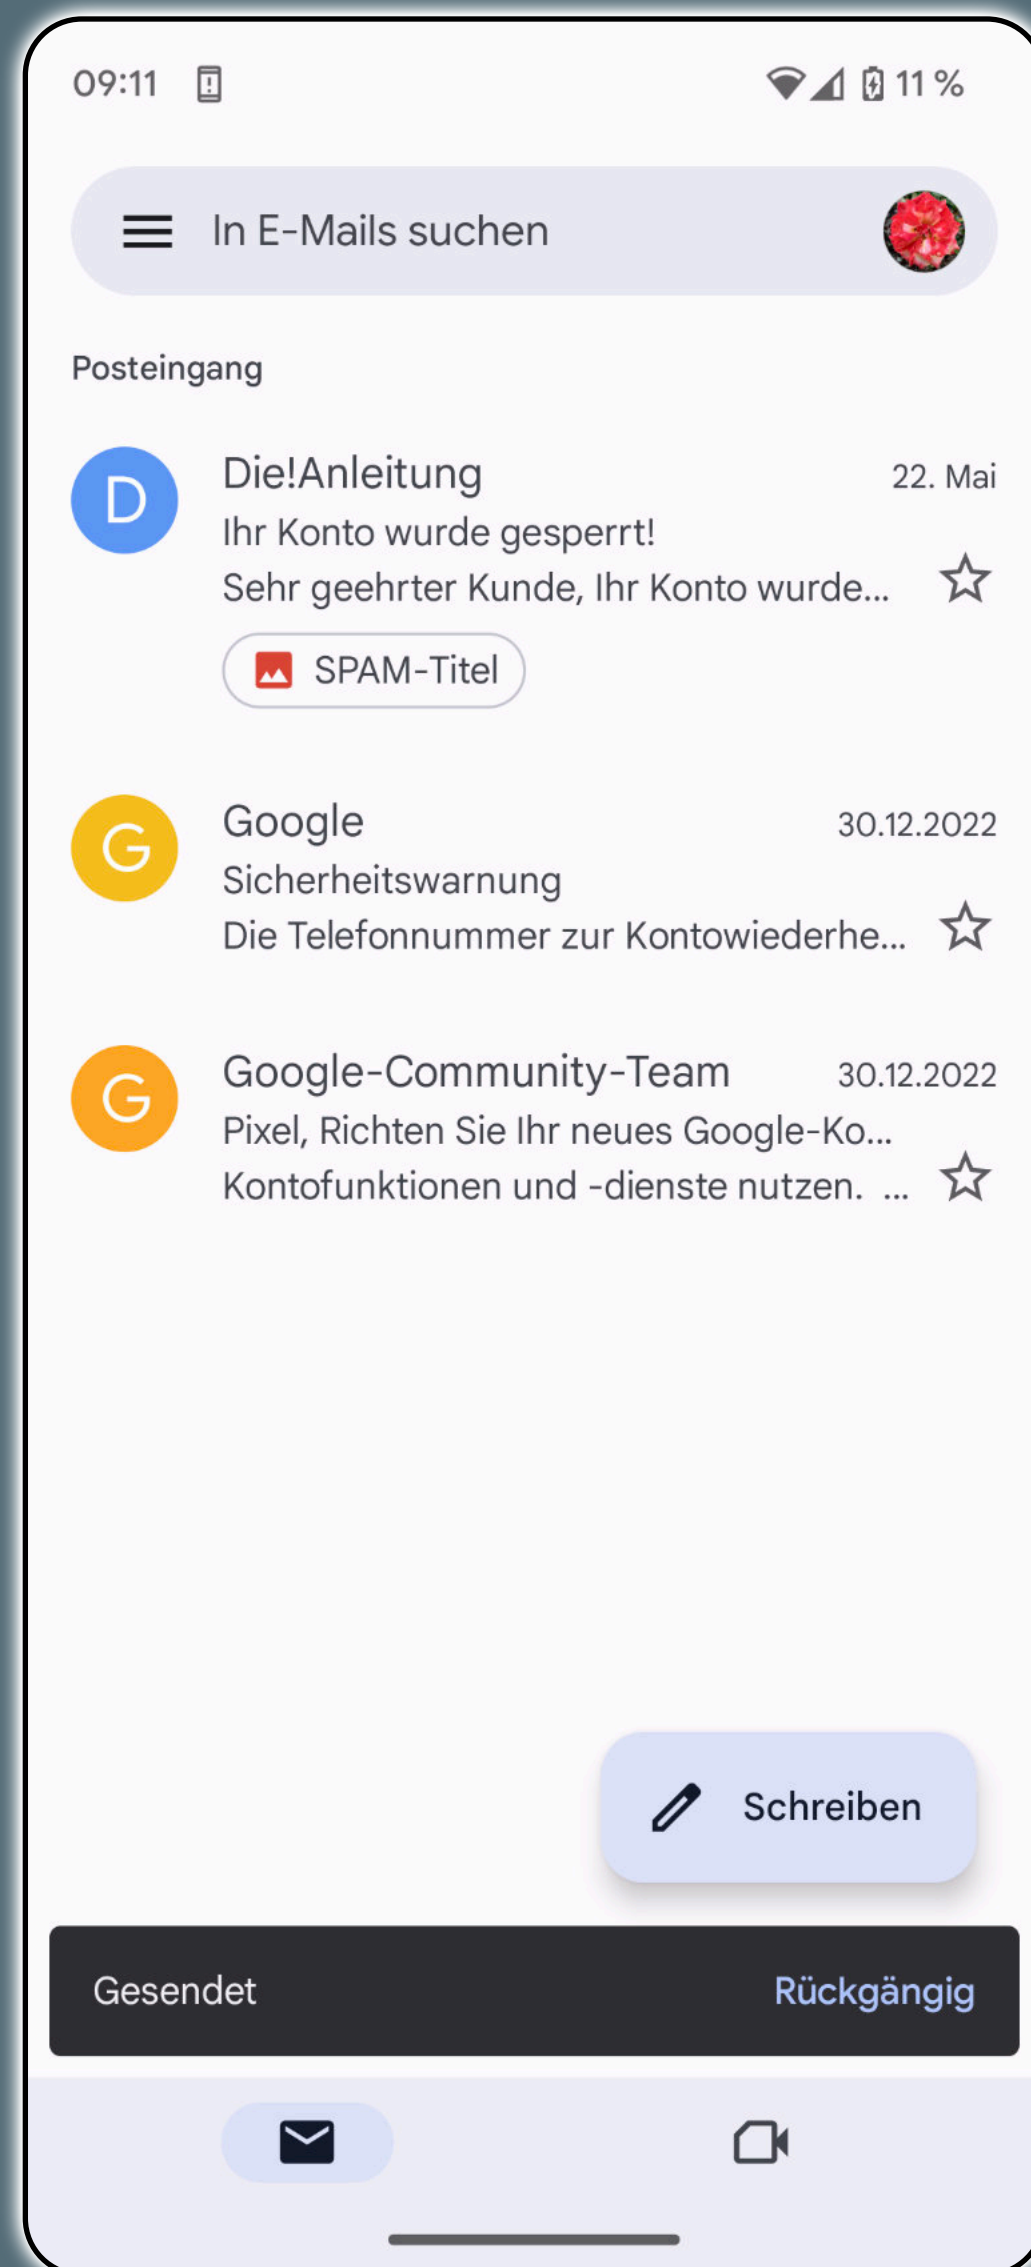 09:11 11 %
In E-Mails suchen
Posteingang
D Die!Anleitung 22. Mai
Ihr Konto wurde gesperrt!
Sehr geehrter Kunde, Ihr Konto wurde...
SPAM-Titel
G Google 30.12.2022
Sicherheitswarnung
Die Telefonnummer zur Kontowiederhe...
G Google-Community-Team 30.12.2022
Pixel, Richten Sie Ihr neues Google-Ko...
Kontofunktionen und -dienste nutzen. ...
Schreiben
Gesendet Rückgängig